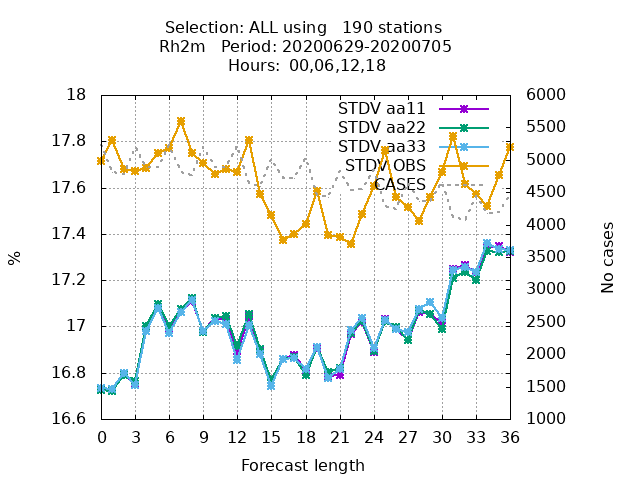 Selection: ALL using   190 stations
Rh2m   Period: 20200629-20200705
Hours: 00,06,12,18
STDV aa11
STDV aa22
STDV aa33
STDV OBS
CASES
%
18
17.8
17.6
17.4
17.2
17
16.8
16.6
6000
5500
5000
4500
4000
3500
3000
2500
2000
1500
1000
No cases
0 3 6 9 12 15 18 21 24 27 30 33 36
Forecast length